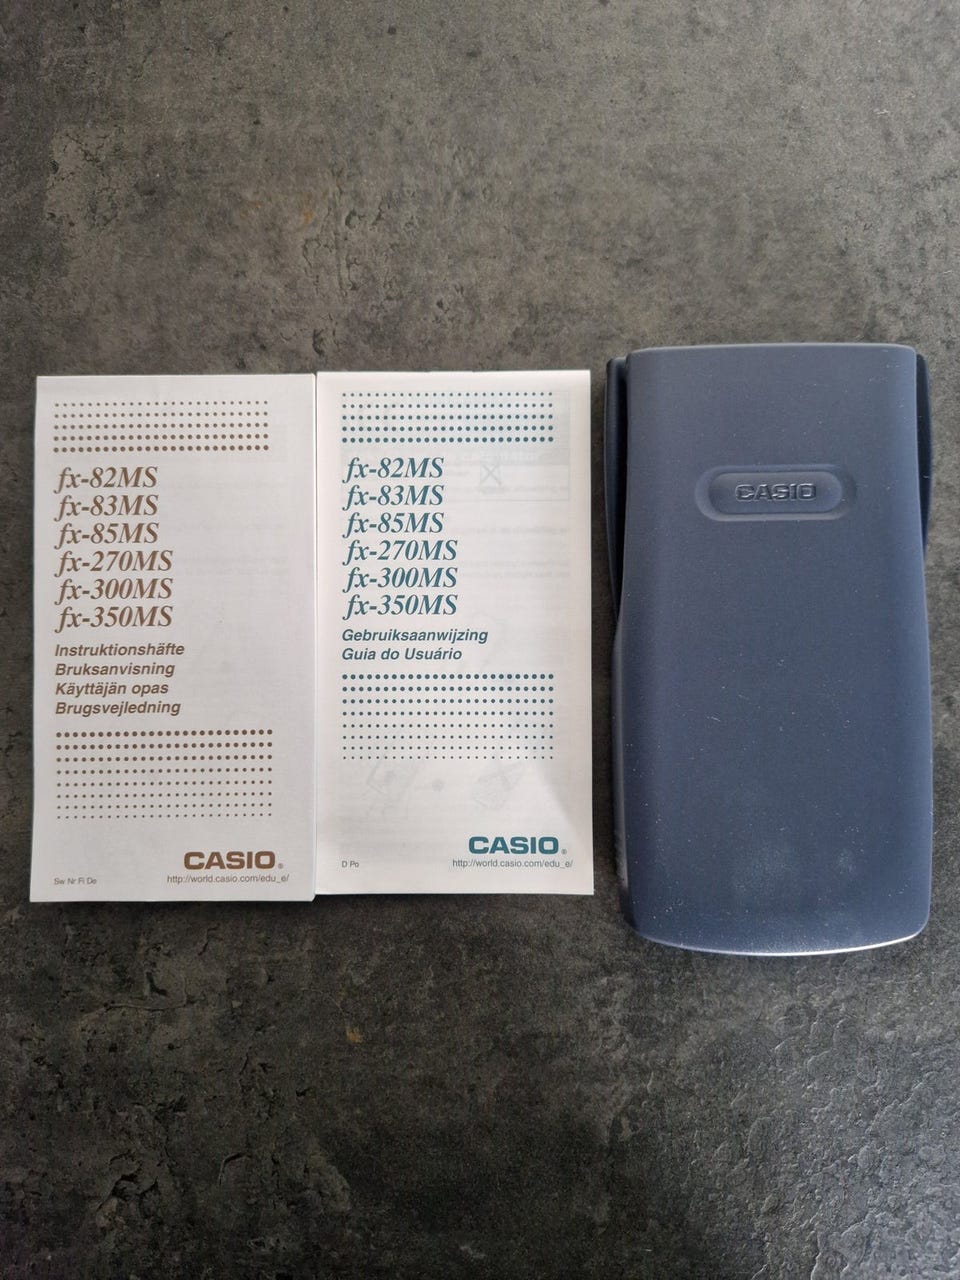 fx-82MS
fx-83MS
fx-85MS
fx-270MS
fx-300MS
fx-350MS
Instruktionshäfte
Bruksanvisning
Käyttäjän opas
Brugsvejledning
CASIO®
Sw Nr Fi De
http://world.casio.com/edu_e/
fx-82MS
fx-83MS
fx-85MS
fx-270MS
fx-300MS
fx-350MS
Gebruiksaanwijzing
Guia do Usuário
CASIO®
D Po
http://world.casio.com/edu_e/
CASIO